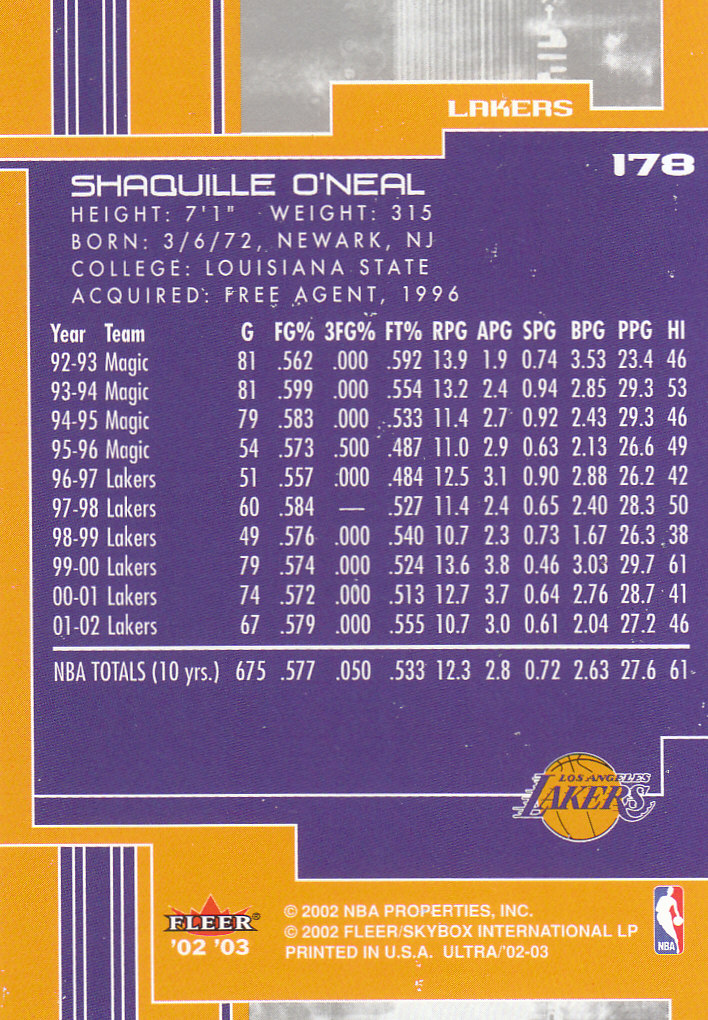 LAKERS
178
SHAQUILLE O'NEAL
HEIGHT: 7'1" WEIGHT: 315
BORN: 3/6/72, NEWARK, NJ
COLLEGE: LOUISIANA STATE
ACQUIRED: FREE AGENT, 1996
Year Team G FG% 3FG% FT% RPG APG SPG BPG PPG HI
92-93 Magic 81 .562 .000 .592 13.9 1.9 0.74 3.53 23.4 46
93-94 Magic 81 .599 .000 .554 13.2 2.4 0.94 2.85 29.3 53
94-95 Magic 79 .583 .000 .533 11.4 2.7 0.92 2.43 29.3 46
95-96 Magic 54 .573 .500 .487 11.0 2.9 0.63 2.13 26.6 49
96-97 Lakers 51 .557 .000 .484 12.5 3.1 0.90 2.88 26.2 42
97-98 Lakers 60 .584 — .527 11.4 2.4 0.65 2.40 28.3 50
98-99 Lakers 49 .576 .000 .540 10.7 2.3 0.73 1.67 26.3 38
99-00 Lakers 79 .574 .000 .524 13.6 3.8 0.46 3.03 29.7 61
00-01 Lakers 74 .572 .000 .513 12.7 3.7 0.64 2.76 28.7 41
01-02 Lakers 67 .579 .000 .555 10.7 3.0 0.61 2.04 27.2 46
NBA TOTALS (10 yrs.) 675 .577 .050 .533 12.3 2.8 0.72 2.63 27.6 61
LOS ANGELES
LAKERS
FLEER®
'02 '03
© 2002 NBA PROPERTIES, INC.
© 2002 FLEER/SKYBOX INTERNATIONAL LP
PRINTED IN U.S.A. ULTRA/'02-03
NBA